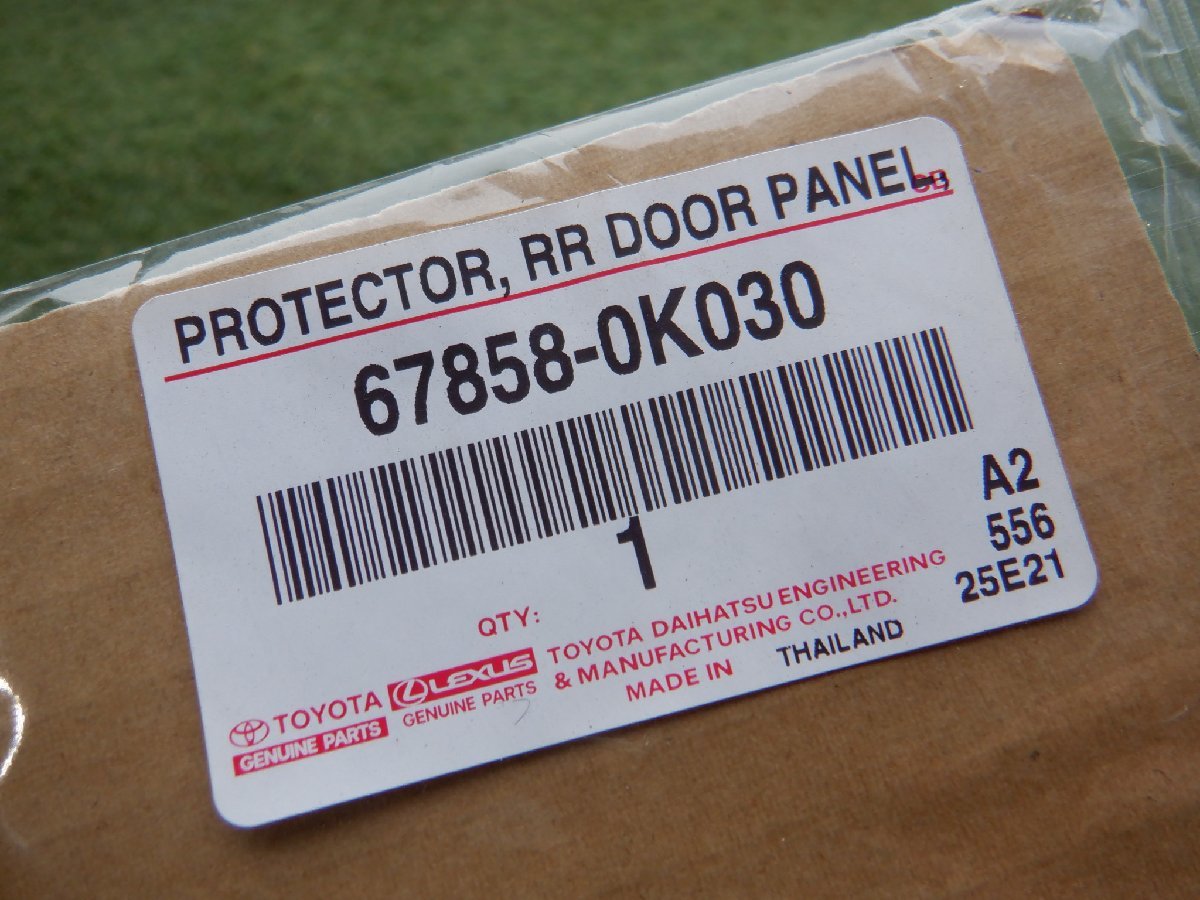 PROTECTOR, RR DOOR PANEL,
67858-0K030
1
A2
556
25E21
QTY:
TOYOTA DAIHATSU ENGINEERING
& MANUFACTURING CO.,LTD.
MADE IN THAILAND
TOYOTA
GENUINE PARTS
LEXUS
GENUINE PARTS